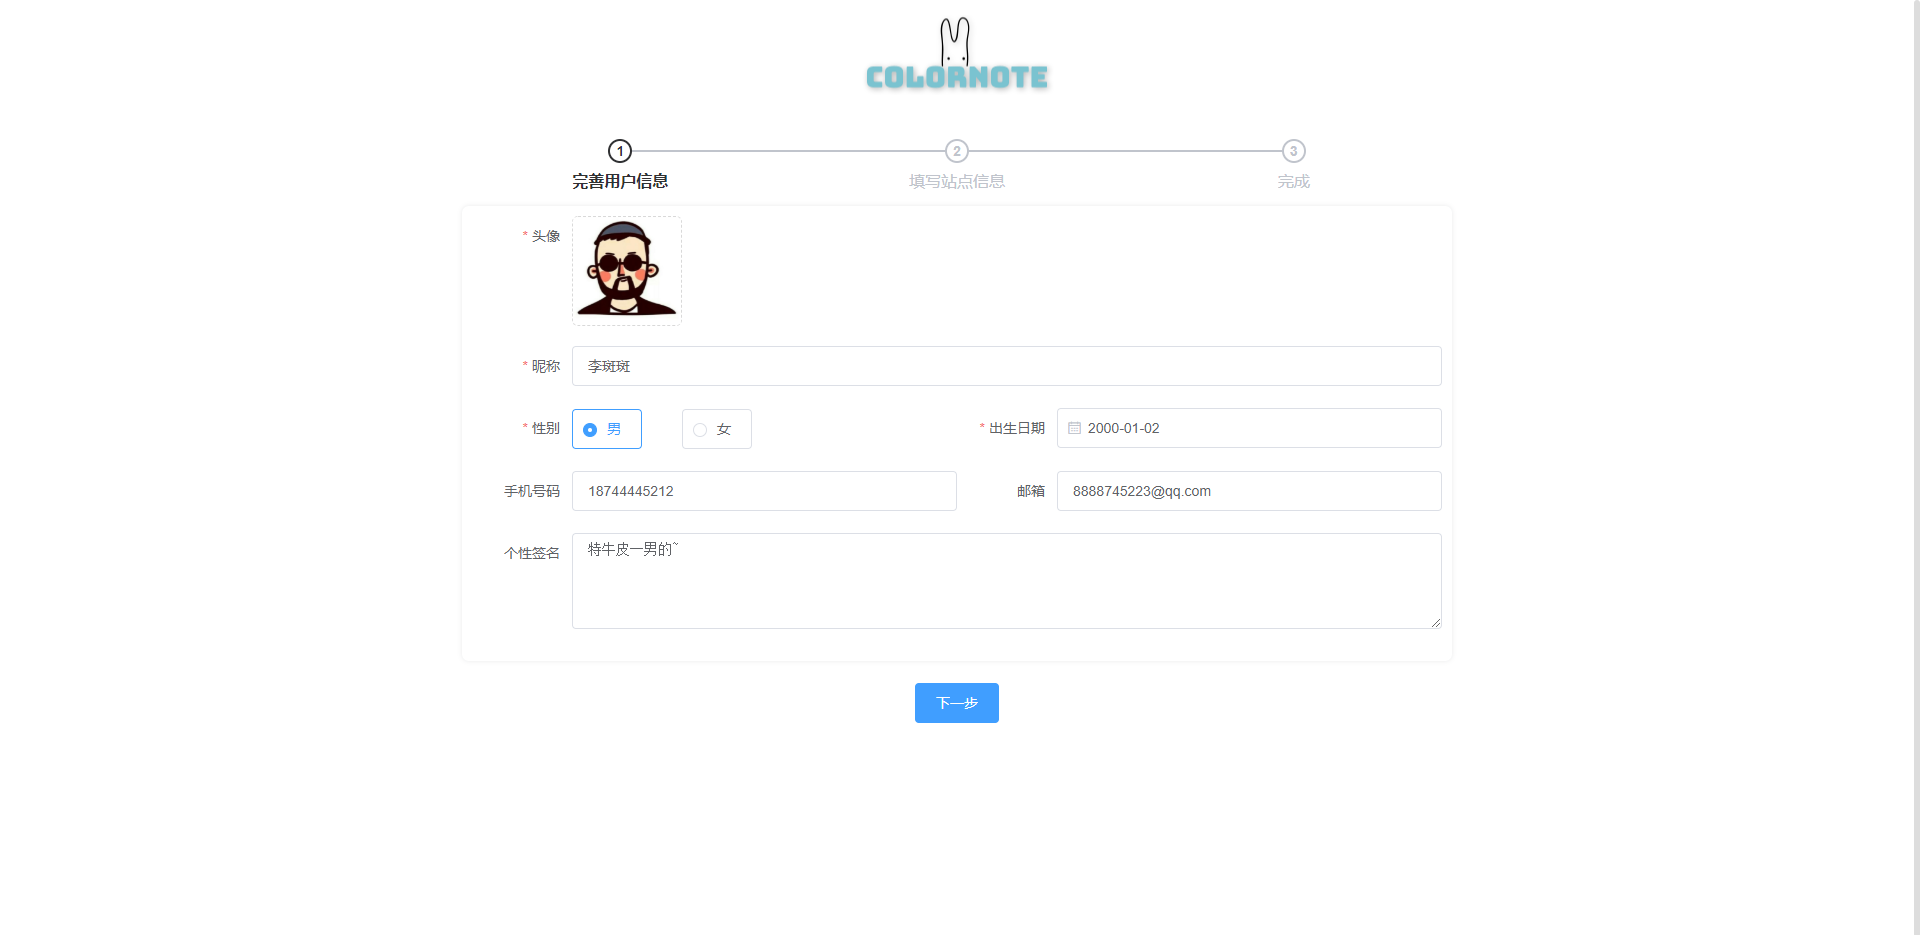 COLORNOTE
1
2
3
完善用户信息
填写站点信息
完成
* 头像
* 昵称
李斑斑
* 性别
男
女
* 出生日期
2000-01-02
手机号码
18744445212
邮箱
8888745223@qq.com
个性签名
特牛皮一男的~
下一步